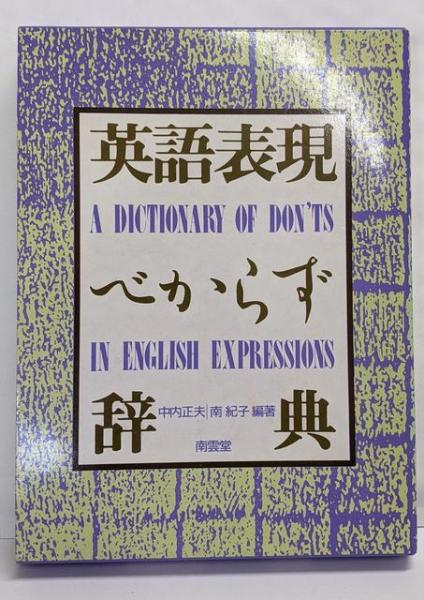 英語表現
A DICTIONARY OF DON'TS
べからず
IN ENGLISH EXPRESSIONS
辞典
中内正夫|南 紀子 編著
南雲堂